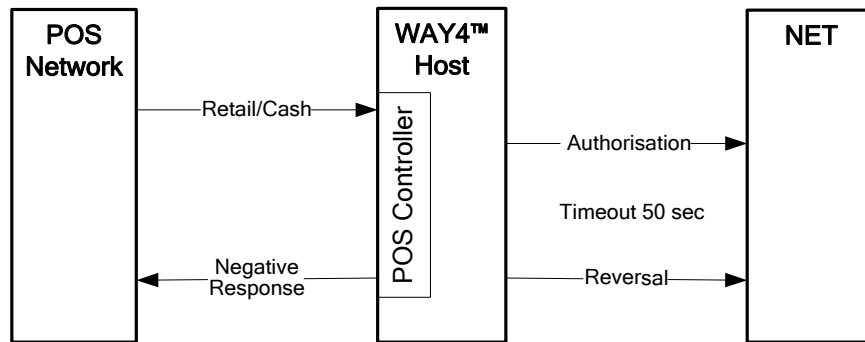 POS
Network
WAY4™
Host
NET
Retail/Cash
POS Controller
Authorisation
Timeout 50 sec
Negative
Response
Reversal